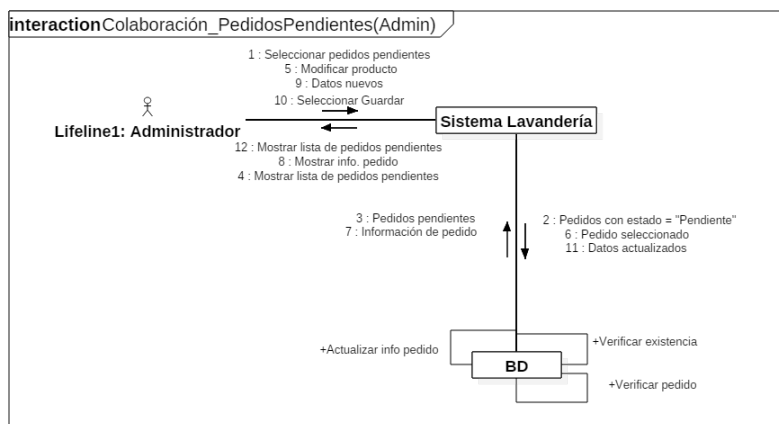 interaction Colaboración_PedidosPendientes(Admin)
1 : Seleccionar pedidos pendientes
5 : Modificar producto
9 : Datos nuevos
10 : Seleccionar Guardar
Lifeline1: Administrador
Sistema Lavandería
12 : Mostrar lista de pedidos pendientes
8 : Mostrar info. pedido
4 : Mostrar lista de pedidos pendientes
3 : Pedidos pendientes
7 : Información de pedido
2 : Pedidos con estado = "Pendiente"
6 : Pedido seleccionado
11 : Datos actualizados
+Actualizar info pedido
+Verificar existencia
BD
+Verificar pedido